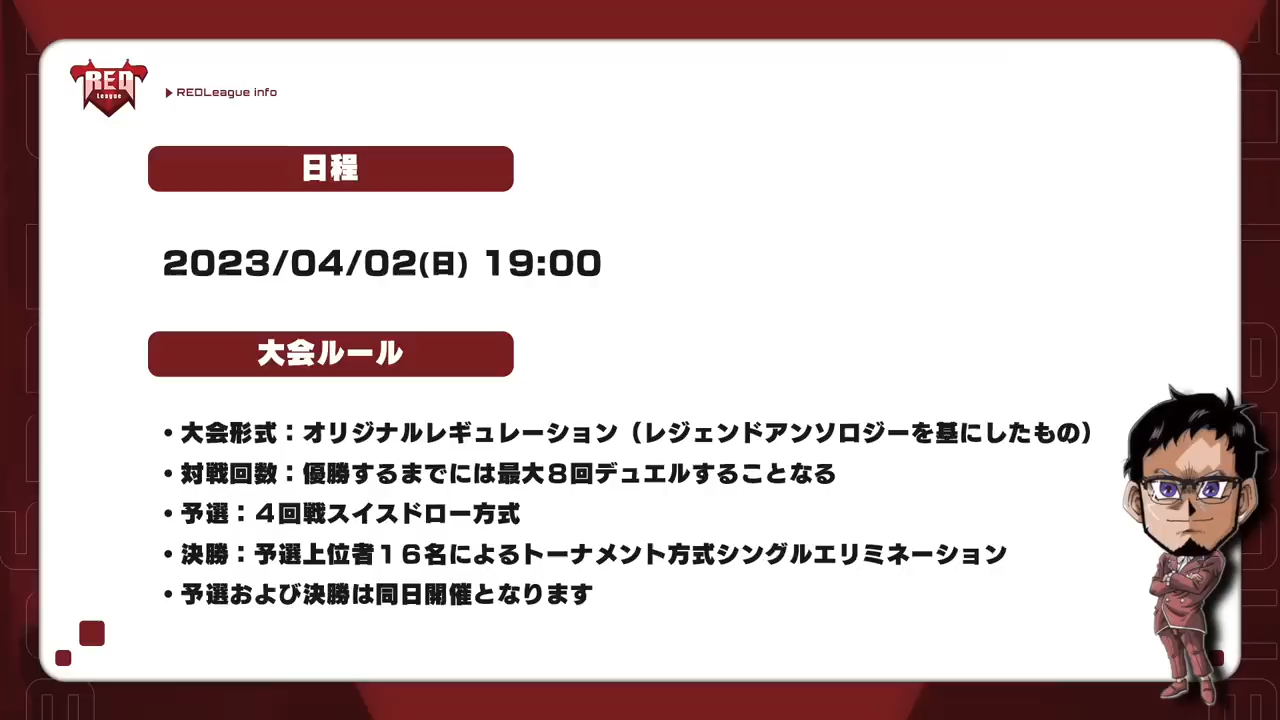 RED
League
REDLeague info
日程
2023/04/02(日) 19:00
大会ルール
• 大会形式：オリジナルレギュレーション（レジェンドアンソロジーを基にしたもの）
• 対戦回数：優勝するまでには最大８回デュエルすることなる
• 予選：４回戦スイスドロー方式
• 決勝：予選上位者１６名によるトーナメント方式シングルエリミネーション
• 予選および決勝は同日開催となります